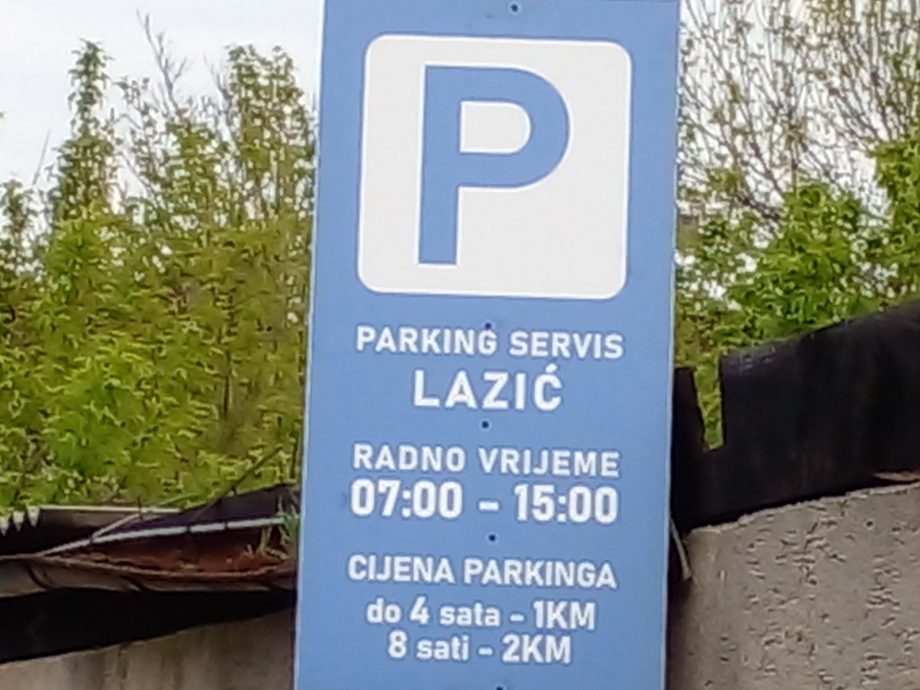 P
PARKING SERVIS
LAZIĆ
RADNO VRIJEME
07:00 - 15:00
CIJENA PARKINGA
do 4 sata - 1KM
8 sati - 2KM